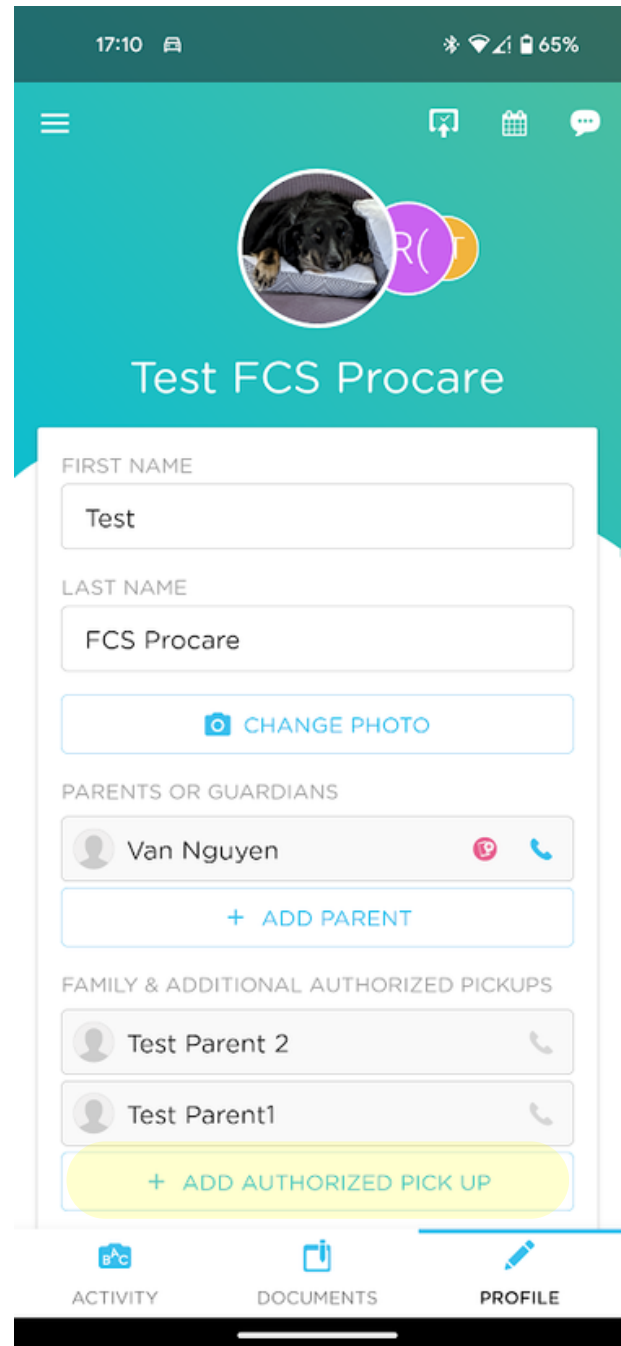 17:10 65%
R( T
Test FCS Procare
FIRST NAME
Test
LAST NAME
FCS Procare
CHANGE PHOTO
PARENTS OR GUARDIANS
Van Nguyen
+ ADD PARENT
FAMILY & ADDITIONAL AUTHORIZED PICKUPS
Test Parent 2
Test Parent1
+ ADD AUTHORIZED PICK UP
BAC
ACTIVITY DOCUMENTS PROFILE